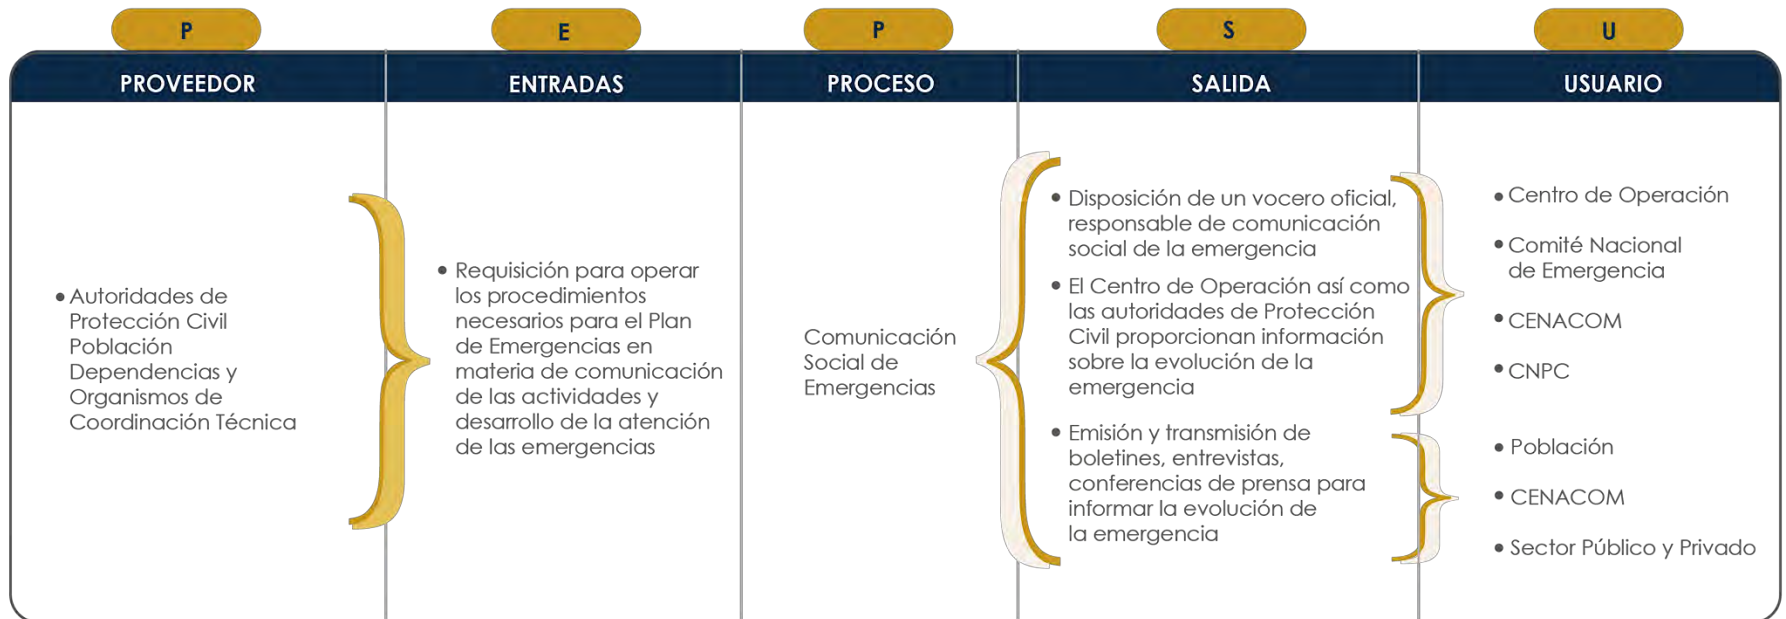 P
E
P
S
U
PROVEEDOR
ENTRADAS
PROCESO
SALIDA
USUARIO
• Autoridades de
Protección Civil
Población
Dependencias y
Organismos de
Coordinación Técnica
• Requisición para operar
los procedimientos
necesarios para el Plan
de Emergencias en
materia de comunicación
de las actividades y
desarrollo de la atención
de las emergencias
Comunicación
Social de
Emergencias
• Disposición de un vocero oficial,
responsable de comunicación
social de la emergencia
• El Centro de Operación así como
las autoridades de Protección
Civil proporcionan información
sobre la evolución de la
emergencia
• Emisión y transmisión de
boletines, entrevistas,
conferencias de prensa para
informar la evolución de
la emergencia
• Centro de Operación
• Comité Nacional
de Emergencia
• CENACOM
• CNPC
• Población
• CENACOM
• Sector Público y Privado